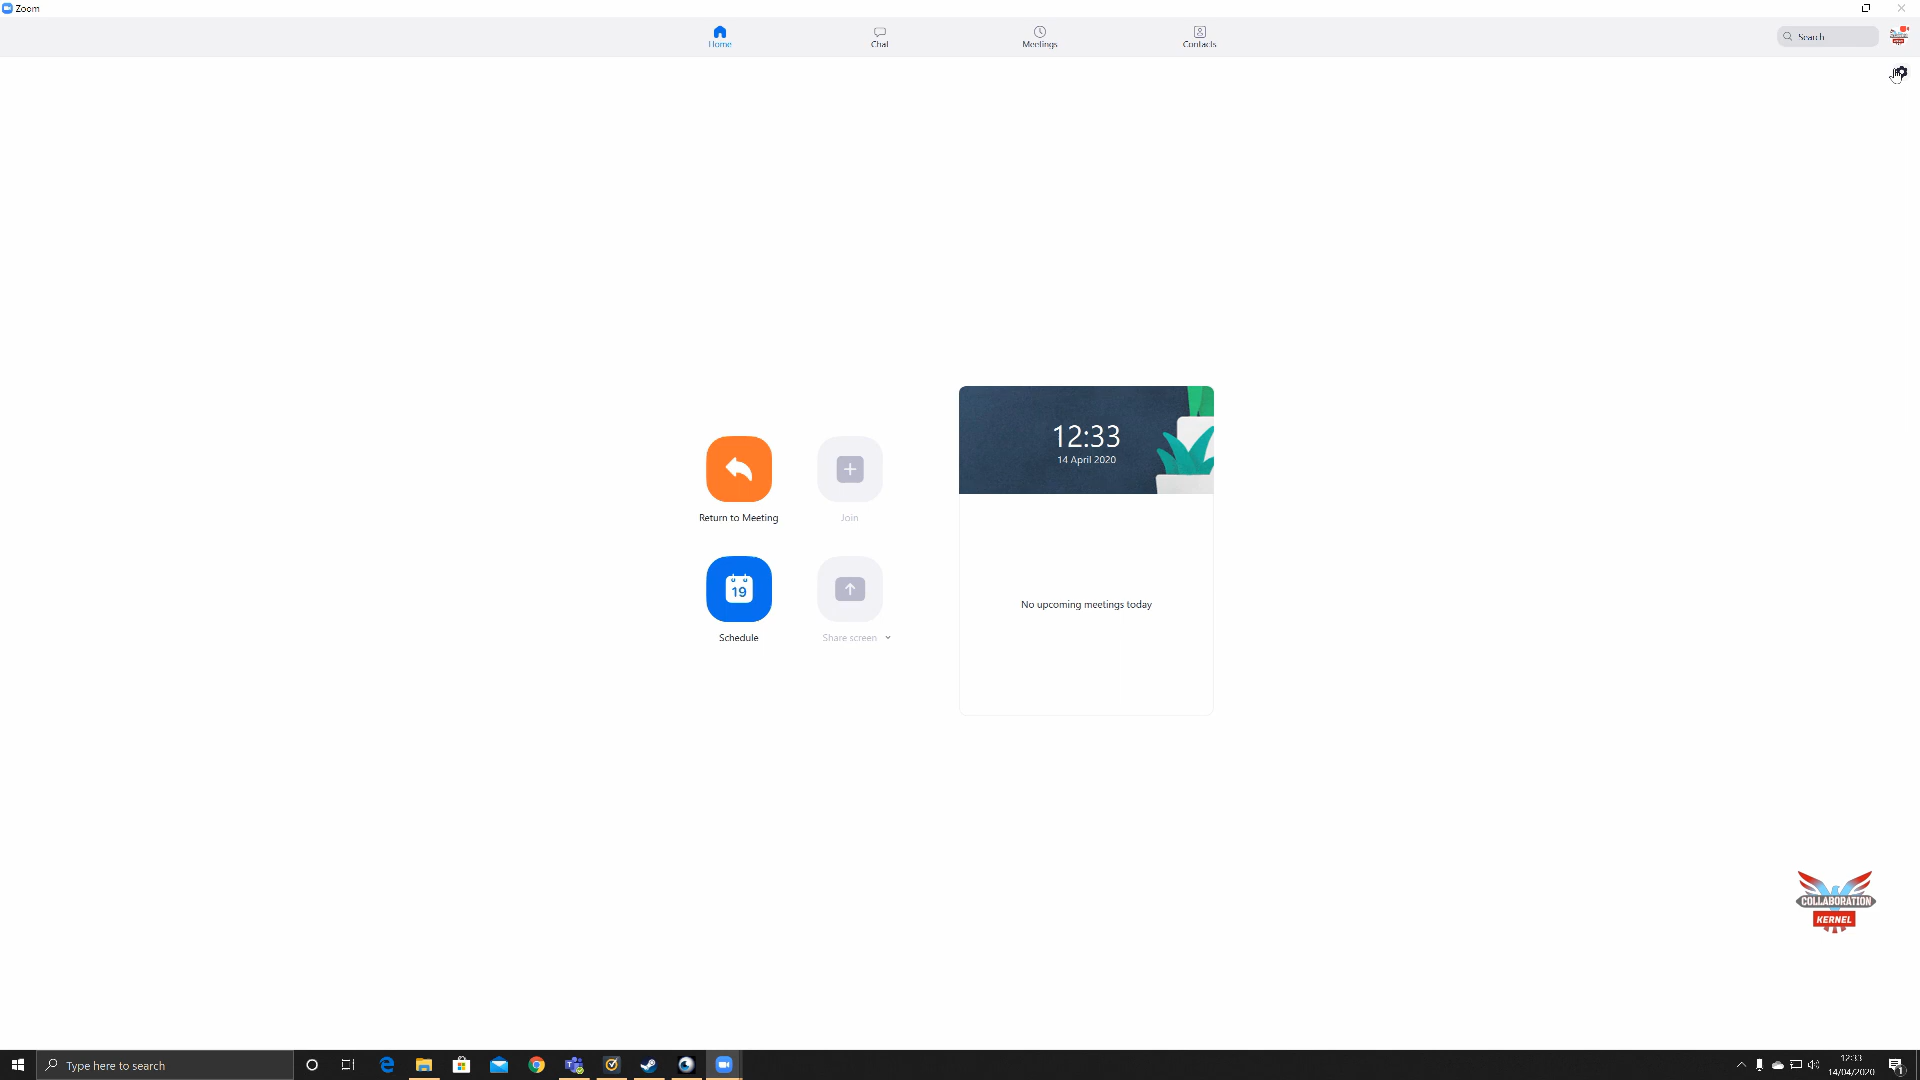 Zoom
Home
Chat
Meetings
Contacts
Search
12:33
14 April 2020
Return to Meeting
Join
19
Schedule
Share screen
No upcoming meetings today
COLLABORATION
KERNEL
Type here to search
12:33
14/04/2020
1